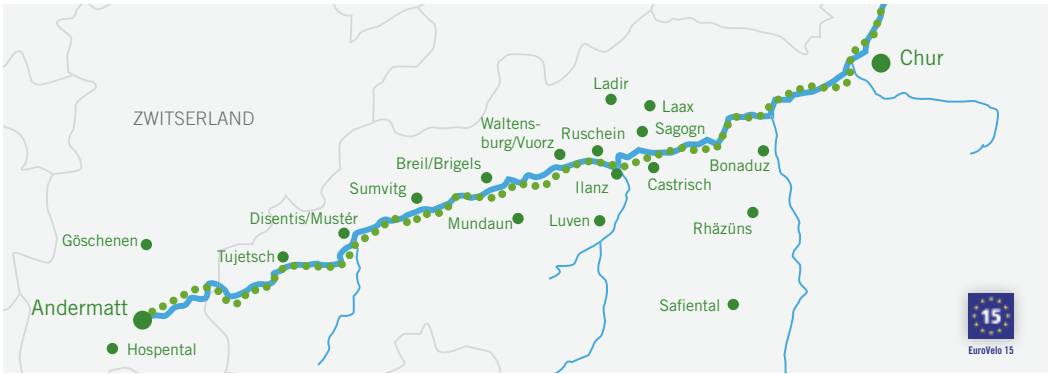 Chur
Ladir
Laax
ZWITSERLAND
Waltens-
burg/Vuorz
Ruschein
Sagogn
Breil/Brigels
Bonaduz
Sumvitg
Ilanz
Castrisch
Disentis/Mustér
Mundaun
Luven
Rhäzüns
Göschenen
Tujetsch
Andermatt
Safiental
15
Hospental
EuroVelo 15